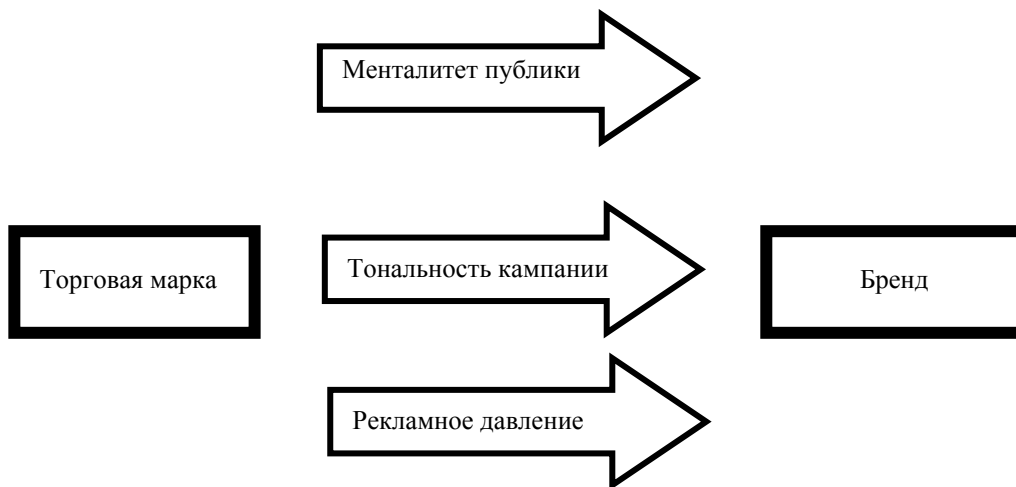 Менталитет публики
Торговая марка
Тональность кампании
Бренд
Рекламное давление